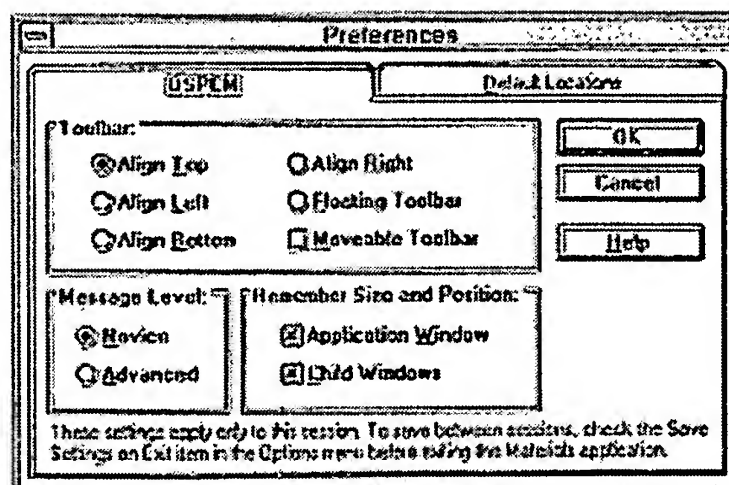 Preferences
USPCM
Default Locations
Toolbar:
Align Top
Align Right
OK
Align Left
Floating Toolbar
Cancel
Align Bottom
Moveable Toolbar
Help
Message Level:
Remember Size and Position:
Novice
Application Window
Advanced
Child Windows
These settings apply only to this session. To save between sessions, check the Save
Settings on Exit item in the Options menu before exiting the Materials application.